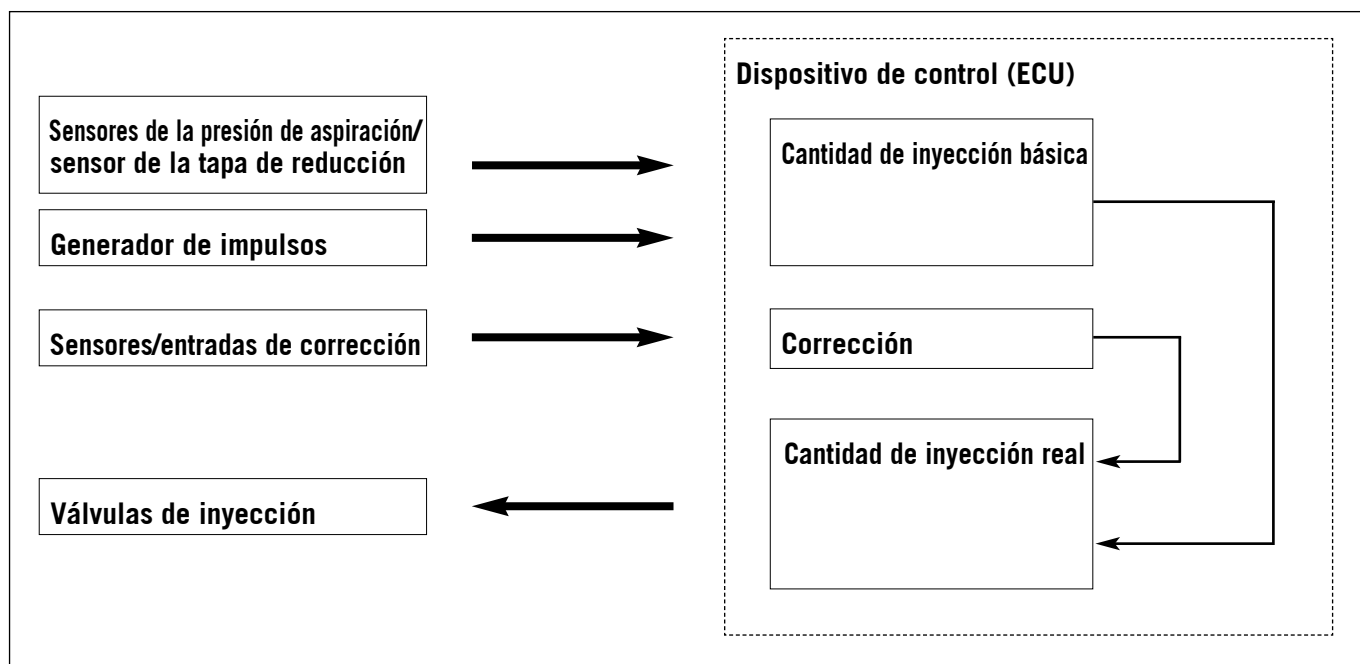 Dispositivo de control (ECU)
Sensores de la presión de aspiración/
sensor de la tapa de reducción
Cantidad de inyección básica
Generador de impulsos
Sensores/entradas de corrección
Corrección
Cantidad de inyección real
Válvulas de inyección